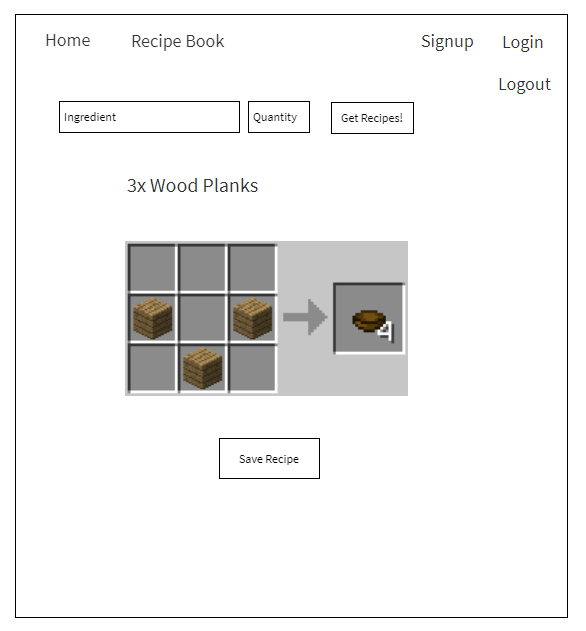 Home Recipe Book Signup Login
Logout
Ingredient Quantity Get Recipes!
3x Wood Planks
4
Save Recipe